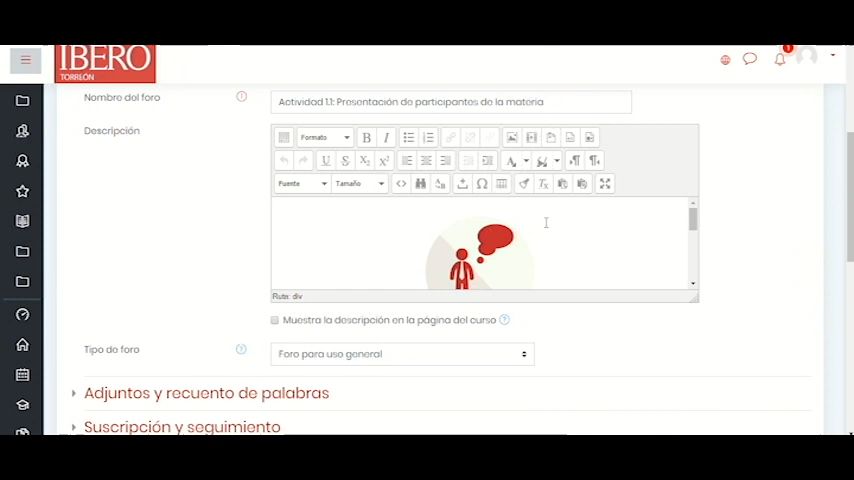 IBERO
TORREÓN
1
Nombre del foro
Actividad 1.1: Presentación de participantes de la materia
Descripción
Formato
Fuente
Tamaño
Ruta: div
Muestra la descripción en la página del curso
Tipo de foro
Foro para uso general
Adjuntos y recuento de palabras
Suscripción y seguimiento